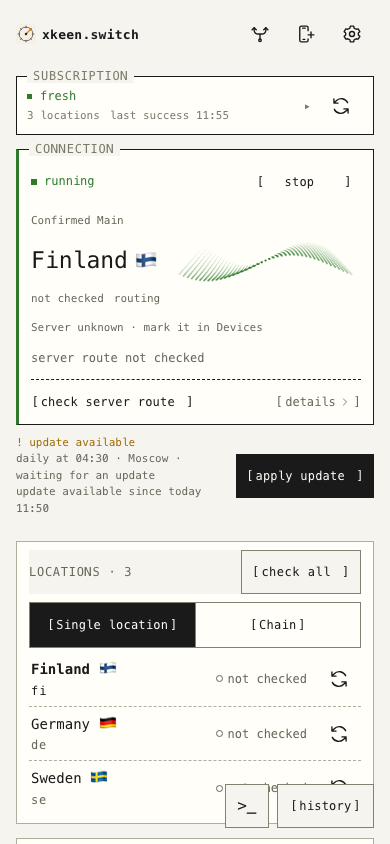 xkeen.switch
SUBSCRIPTION
fresh
3 locations last success 11:55
CONNECTION
running
[ stop ]
Confirmed Main
Finland
not checked routing
Server unknown · mark it in Devices
server route not checked
[check server route ]
[details > ]
! update available
daily at 04:30 · Moscow ·
waiting for an update
update available since today
11:50
[apply update ]
LOCATIONS · 3
[check all ]
[Single location]
[Chain]
Finland
fi
not checked
Germany
de
not checked
Sweden
se
>_
[history]